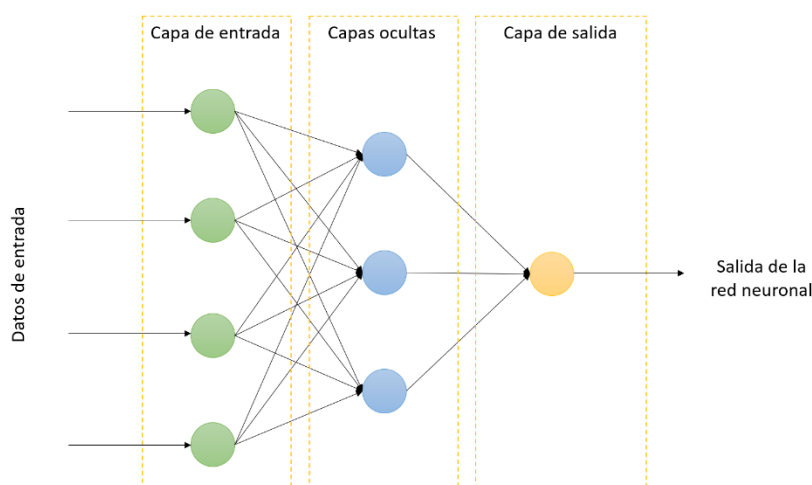 Capa de entrada
Capas ocultas
Capa de salida
Datos de entrada
Salida de la
red neuronal